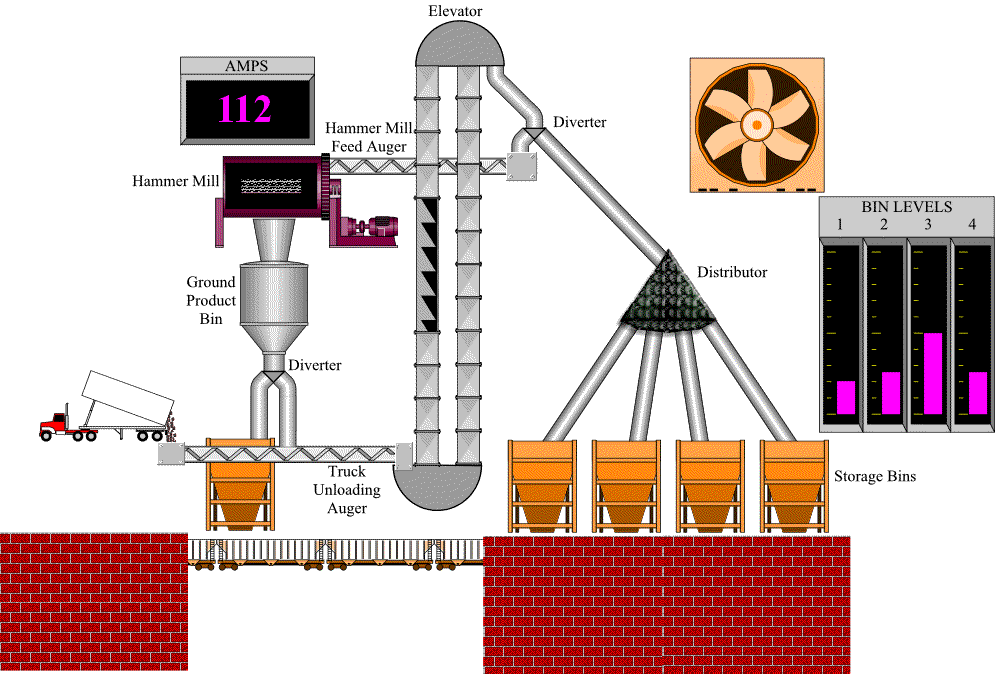 Elevator
AMPS
112
Hammer Mill
Feed Auger
Diverter
Hammer Mill
BIN LEVELS
1 2 3 4
Distributor
Ground
Product
Bin
Diverter
Truck
Unloading
Auger
Storage Bins